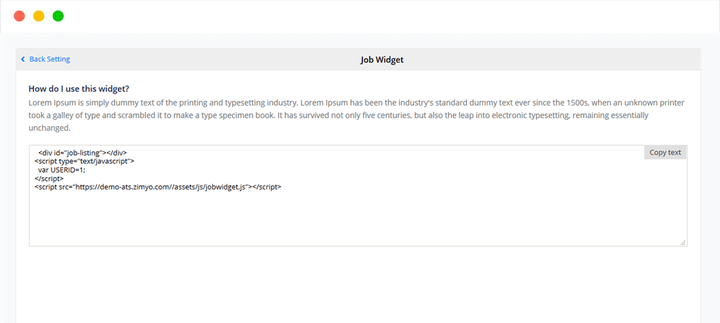 Back Setting
Job Widget
How do I use this widget?
Lorem Ipsum is simply dummy text of the printing and typesetting industry. Lorem Ipsum has been the industry's standard dummy text ever since the 1500s, when an unknown printer
took a galley of type and scrambled it to make a type specimen book. It has survived not only five centuries, but also the leap into electronic typesetting, remaining essentially
unchanged.
Copy text
<div id="job-listing"></div>
<script type="text/javascript">
var USERID=1;
</script>
<script src="https://demo-ats.zimyo.com//assets/js/jobwidget.js"></script>